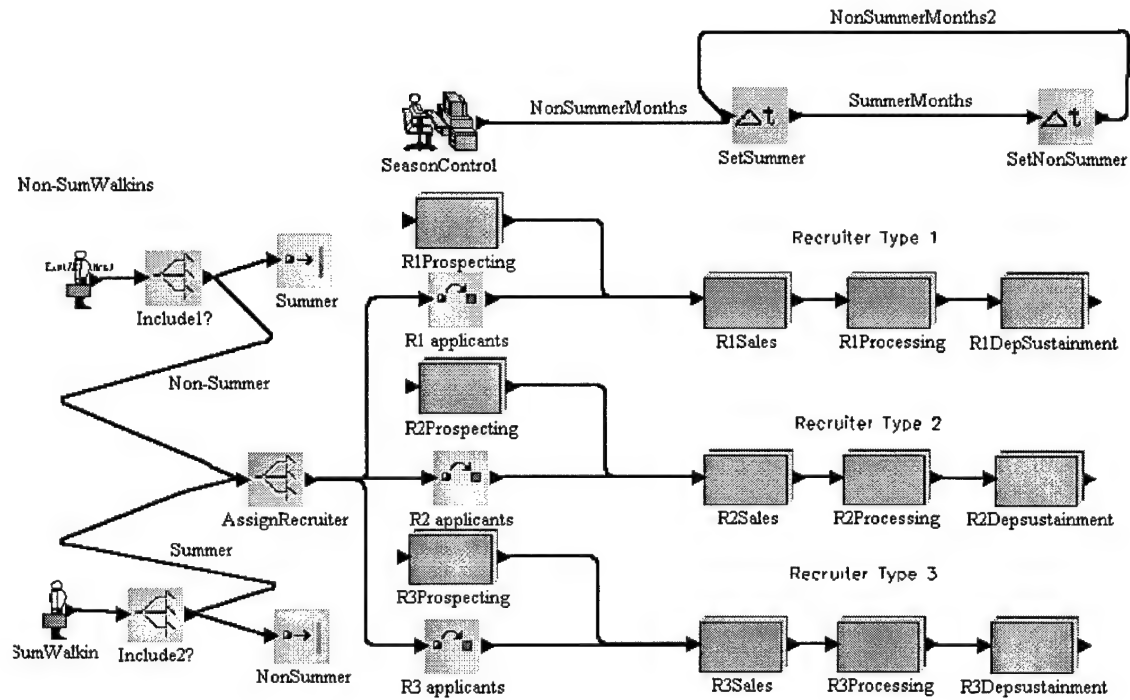 NonSummerMonths2
NonSummerMonths
SummerMonths
SeasonControl
SetSummer
SetNonSummer
Non-SumWalkins
Recruiter Type 1
R1Prospecting
Summer
Include1?
R1 applicants
R1Sales
R1Processing
R1DepSustainment
Non-Summer
R2Prospecting
Recruiter Type 2
AssignRecruiter
R2 applicants
R2Sales
R2Processing
R2Depsustainment
Summer
R3Prospecting
Recruiter Type 3
SumWalkin
Include2?
NonSummer
R3 applicants
R3Sales
R3Processing
R3Depsustainment